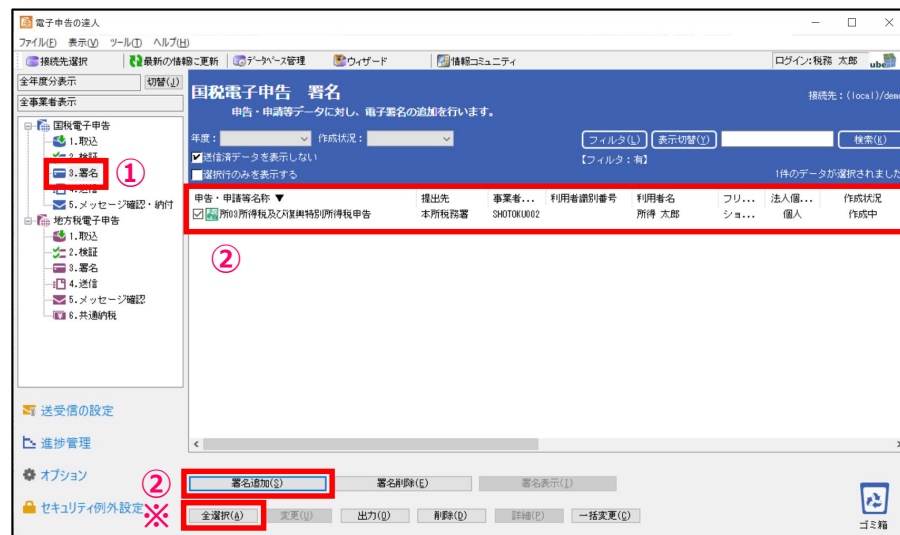 電子申告の達人
ファイル(F) 表示(V) ツール(T) ヘルプ(H)
接続先選択 最新の情報に更新 データベース管理 ウィザード 情報コミュニティ ログイン:税務 太郎
全年度分表示 切替(J)
全事業者表示
国税電子申告 署名
申告・申請等データに対し、電子署名の追加を行います。
接続先：(local)/dem
年度： 作成状況： フィルタ(L) 表示切替(Y) 検索(K)
☑送信済データを表示しない 【フィルタ：有】
選択行のみを表示する 1件のデータが選択されました
国税電子申告
1.取込
2.検証
3.署名 ①
4.送信
5.メッセージ確認・納付
地方税電子申告
1.取込
2.検証
3.署名
4.送信
5.メッセージ確認
6.共通納税
申告・申請等名称 ▼ 提出先 事業者... 利用者識別番号 利用者名 フリ... 法人個... 作成状況
☑ 所03所得税及び復興特別所得税申告 本所税務署 SHOTOKU002 所得 太郎 ショ... 個人 作成中
②
送受信の設定
進捗管理
オプション
セキュリティ例外設定
② 署名追加(S) 署名削除(E) 署名表示(I)
※ 全選択(A) 変更(U) 出力(O) 削除(D) 詳細(P) 一括変更(C)
ゴミ箱